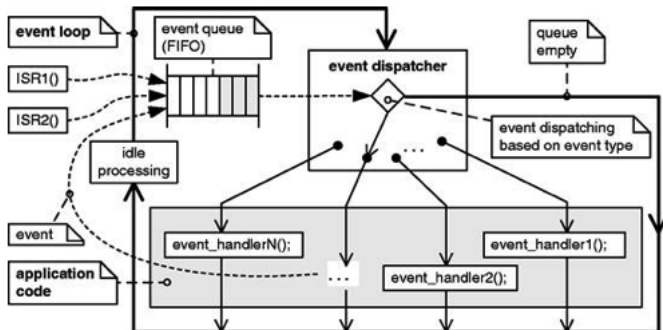 event loop
event queue
(FIFO)
queue
empty
event dispatcher
ISR1()
ISR2()
event dispatching
based on event type
...
idle
processing
event
event_handlerN();
event_handler1();
...
event_handler2();
application
code